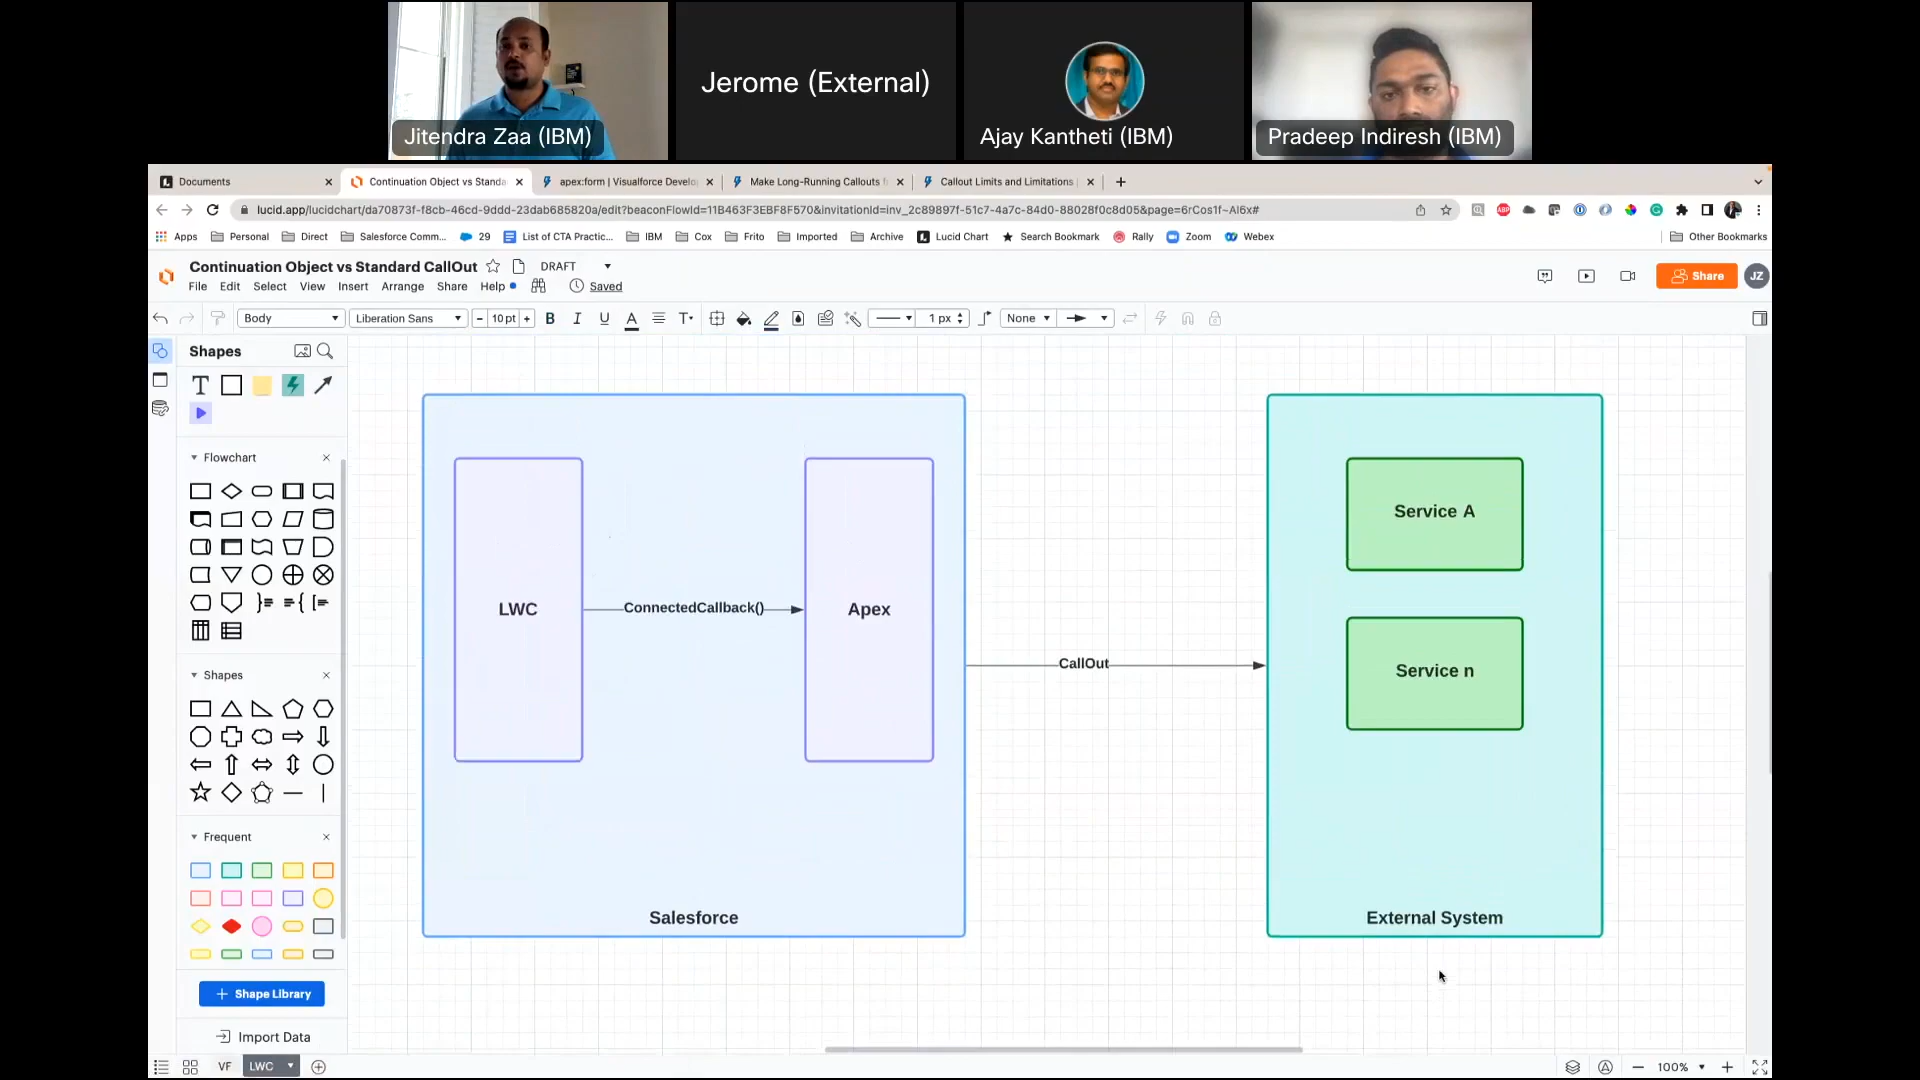 Jitendra Zaa (IBM)
Jerome (External)
Ajay Kantheti (IBM)
Pradeep Indiresh (IBM)
Documents
Continuation Object vs Standa
apex:form | Visualforce Develo
Make Long-Running Callouts f
Callout Limits and Limitations
lucid.app/lucidchart/da70873f-f8cb-46cd-9ddd-23dab685820a/edit?beaconFlowId=11B463F3EBF8F570&invitationId=inv_2c89897f-51c7-4a7c-84d0-88028f0c8d05&page=6rCos1f~AI6x#
Apps
Personal
Direct
Salesforce Comm...
29
List of CTA Practic...
IBM
Cox
Frito
Imported
Archive
Lucid Chart
Search Bookmark
Rally
Zoom
Webex
Other Bookmarks
Continuation Object vs Standard CallOut
DRAFT
File Edit Select View Insert Arrange Share Help
Saved
Share
JZ
Body
Liberation Sans
- 10 pt +
B I U A T
1 px
None
Shapes
T
Flowchart
Shapes
Frequent
+ Shape Library
Import Data
LWC
ConnectedCallback()
Apex
Salesforce
CallOut
Service A
Service n
External System
VF
LWC
100%